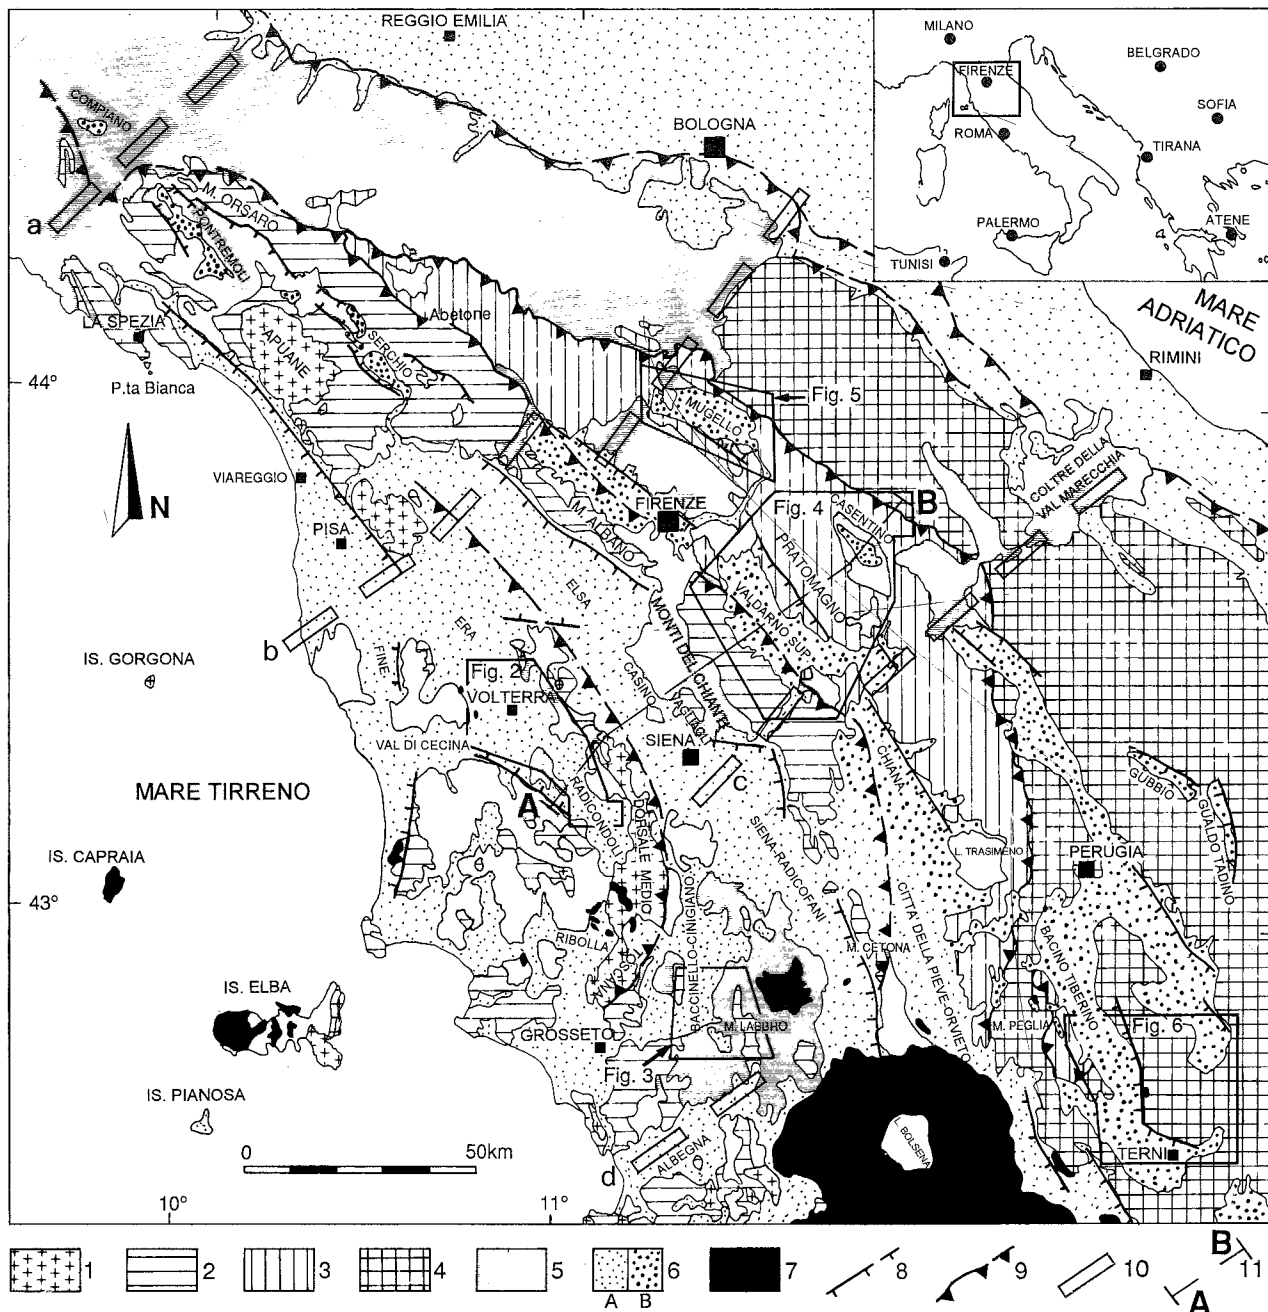 REGGIO EMILIA
COMPIANO
BOLOGNA
M. ORSARO
PONTREMOLI
a
MILANO
BELGRADO
FIRENZE
SOFIA
ROMA
TIRANA
PALERMO
ATENE
TUNISI
MARE
ADRIATICO
RIMINI
LA SPEZIA
APUANE
Abetone
SERCHIO
P.ta Bianca
44°
Fig. 5
MUGELLO
COLTRE DELLA
VAL MARECCHIA
VIAREGGIO
N
PISA
M. ALBANO
FIRENZE
Fig. 4
CASENTINO
B
PRATOMAGNO
VALDARNO SUP.
ELSA
ERA
MONTI DEL CHIANTI
b
IS. GORGONA
FINE
Fig. 2
VOLTERRA
CASINO
VAGLIAGLI
SIENA
VAL DI CECINA
c
CHIANA
GUBBIO
GUALDO TADINO
MARE TIRRENO
A
RADICONDOLI
DORSALE MEDIO
TOSCANA
SIENA-RADICOFANI
L. TRASIMENO
PERUGIA
IS. CAPRAIA
43°
RIBOLLA
BACCINELLO-CINIGIANO
M. CETONA
CITTÀ DELLA PIEVE-ORVIETO
BACINO TIBERINO
IS. ELBA
GROSSETO
M. LABBRO
M. PEGLIA
Fig. 6
Fig. 3
IS. PIANOSA
0
50km
d
ALBEGNA
L. BOLSENA
TERNI
10°
11°
1
2
3
4
5
6
A
B
7
8
9
10
B
11
A